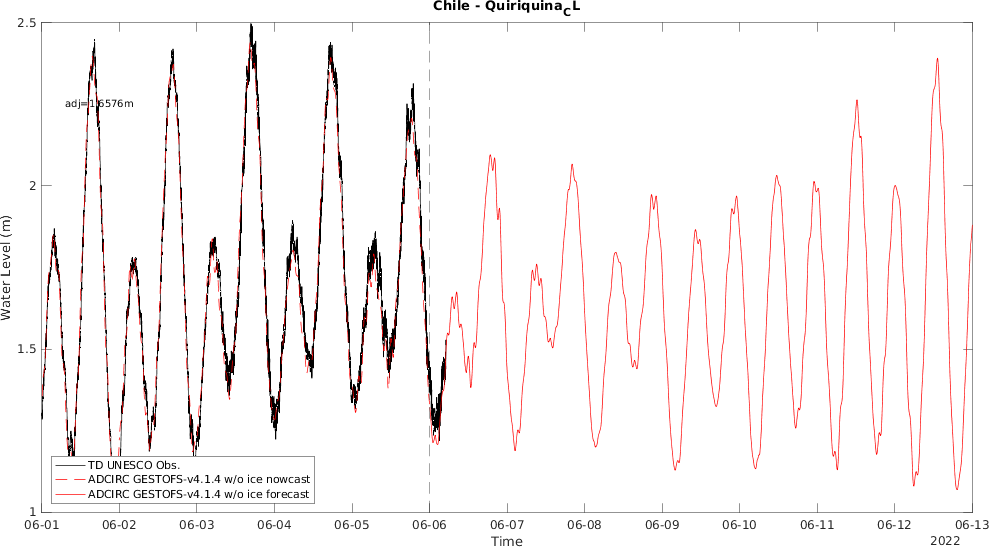 Chile - Quiriquina_CL
2.5
adj=1.6576m
2
Water Level (m)
1.5
TD UNESCO Obs.
ADCIRC GESTOFS-v4.1.4 w/o ice nowcast
ADCIRC GESTOFS-v4.1.4 w/o ice forecast
1
06-01 06-02 06-03 06-04 06-05 06-06 06-07 06-08 06-09 06-10 06-11 06-12 06-13
Time
2022